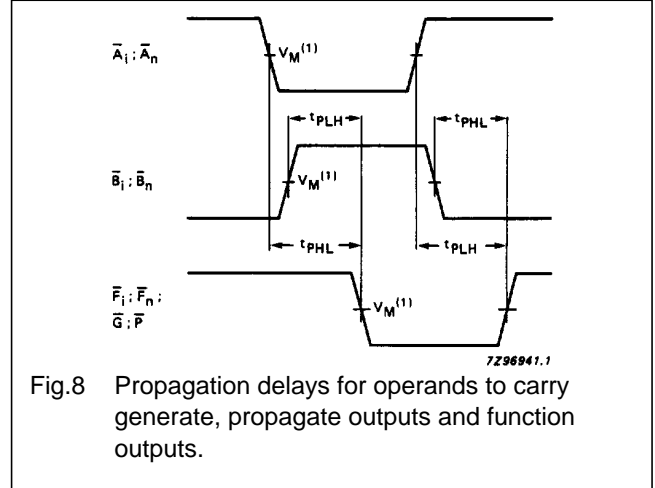 A̅i ; A̅n
VM(1)
tPLH
tPHL
B̅i ; B̅n
VM(1)
tPHL
tPLH
F̅i ; F̅n ;
G̅ ; P̅
VM(1)
7Z96941.1
Fig.8 Propagation delays for operands to carry
generate, propagate outputs and function
outputs.